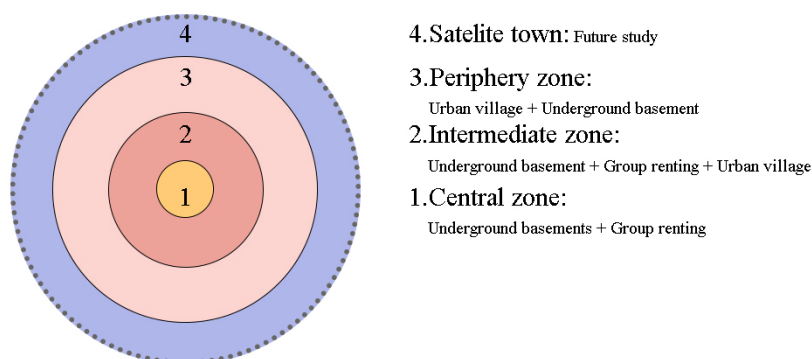 4
3
2
1
4.Satelite town: Future study
3.Periphery zone:
Urban village + Underground basement
2.Intermediate zone:
Underground basement + Group renting + Urban village
1.Central zone:
Underground basements + Group renting